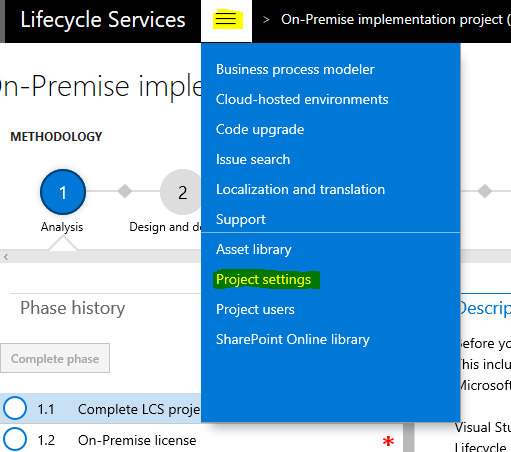 Lifecycle Services
> On-Premise implementation project (
On-Premise imple
METHODOLOGY
1
2
Analysis
Design and de
Business process modeler
Cloud-hosted environments
Code upgrade
Issue search
Localization and translation
Support
Asset library
Project settings
Project users
SharePoint Online library
Phase history
Complete phase
1.1 Complete LCS proje
1.2 On-Premise license *
Descrip
Before yo
This inclu
Microsoft
Visual Stu
Lifecycle